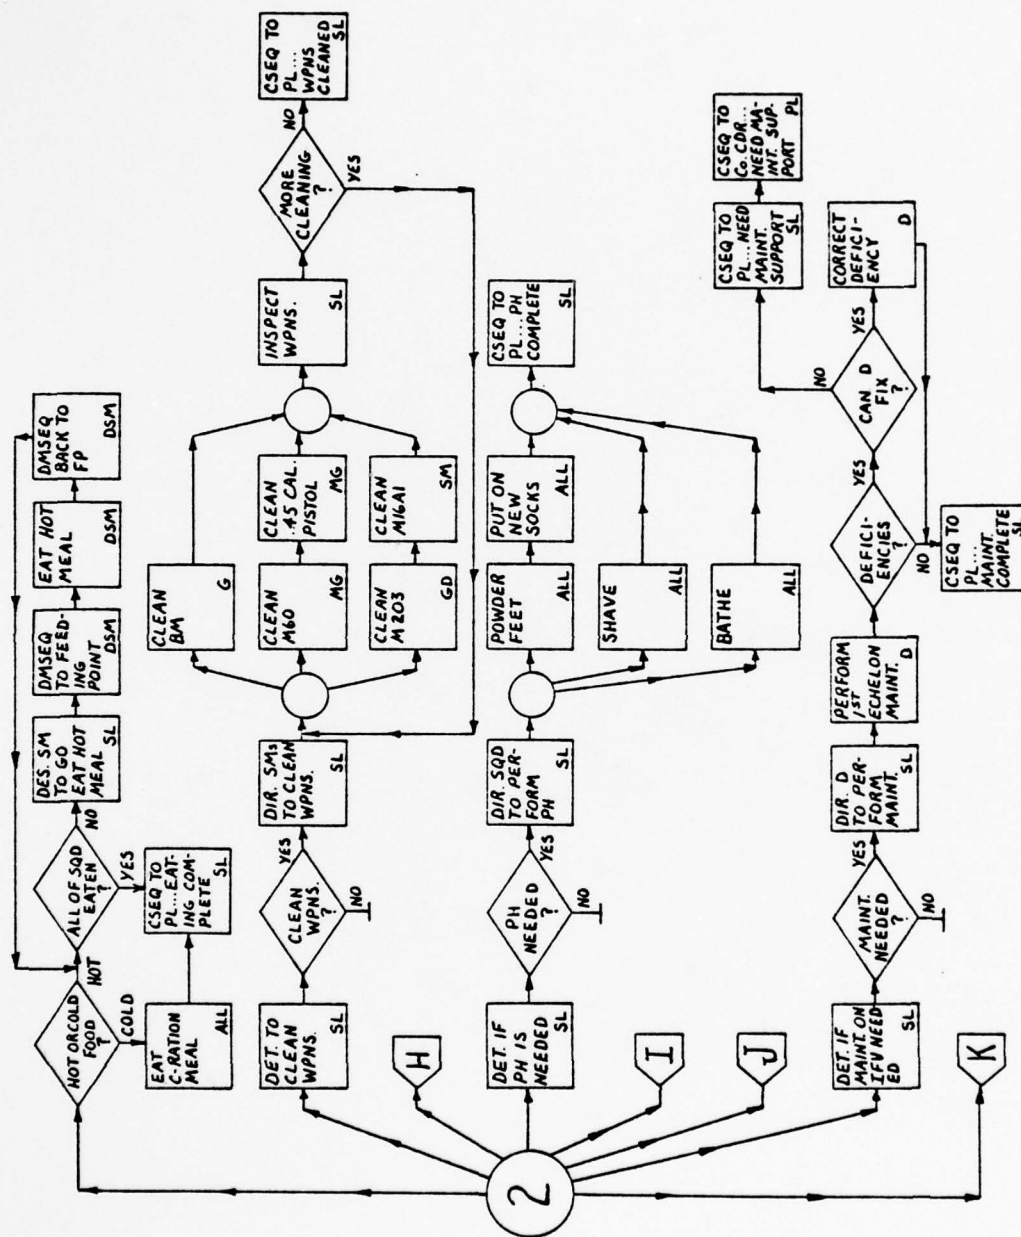 HOT OR COLD
FOOD
?
HOT
COLD
EAT
C-RATION
MEAL
ALL
ALL OF SQD
EATEN
?
NO
YES
CSEQ TO
PL...EAT-
ING COM-
PLETE
SL
DES. SM
TO GO
EAT HOT
MEAL
SL
DMSEQ
TO FEED-
ING
POINT
DSM
EAT HOT
MEAL
DSM
DMSEQ
BACK TO
FP
DSM
DET. TO
CLEAN
WPNS.
SL
CLEAN
WPNS.
?
YES
NO
DIR. SMs
TO CLEAN
WPNS.
SL
CLEAN
BM
G
CLEAN
M60
MG
CLEAN
.45 CAL.
PISTOL
MG
CLEAN
M203
GD
CLEAN
M16A1
SM
INSPECT
WPNS.
SL
MORE
CLEANING
?
NO
YES
CSEQ TO
PL...
WPNS
CLEANED
SL
H
DET. IF
PH IS
NEEDED
SL
PH
NEEDED
?
YES
NO
DIR. SQD
TO PER-
FORM
PH
SL
POWDER
FEET
ALL
PUT ON
NEW
SOCKS
ALL
SHAVE
ALL
BATHE
ALL
CSEQ TO
PL...PH
COMPLETE
SL
2
I
J
DET. IF
MAINT. ON
IFV NEED
ED
SL
MAINT.
NEEDED
?
YES
NO
DIR. D
TO PER-
FORM
MAINT.
SL
PERFORM
1ST
ECHELON
MAINT.
D
DEFICI-
ENCIES
?
YES
NO
CAN D
FIX
?
YES
NO
CORRECT
DEFICI-
ENCY
D
CSEQ TO
PL...NEED
MAINT.
SUPPORT
SL
CSEQ TO
Co. CDR...
NEED MA-
INT. SUP-
PORT
PL
CSEQ TO
PL...
MAINT.
COMPLETE
SL
K